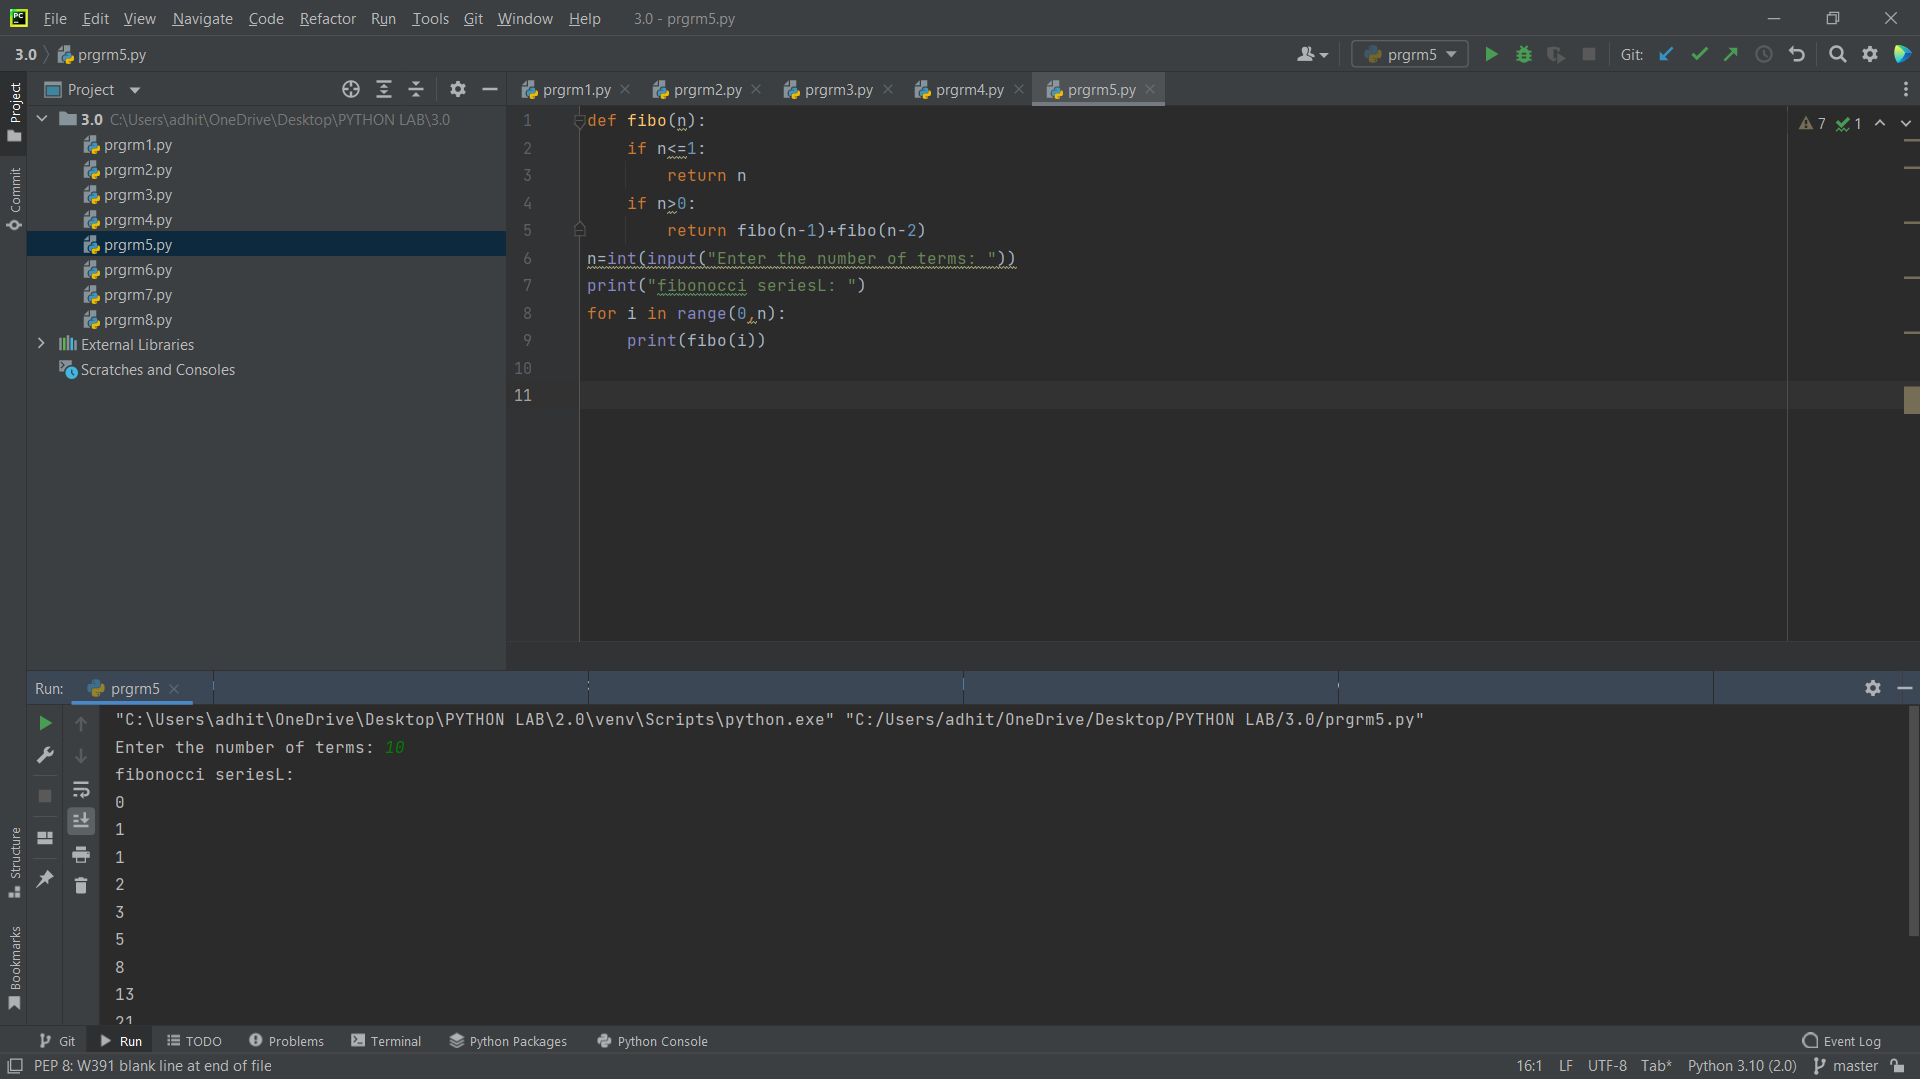 File Edit View Navigate Code Refactor Run Tools Git Window Help 3.0 - prgrm5.py
3.0 prgrm5.py prgrm5 Git:
Project prgrm1.py prgrm2.py prgrm3.py prgrm4.py prgrm5.py
3.0 C:\Users\adhit\OneDrive\Desktop\PYTHON LAB\3.0
prgrm1.py
prgrm2.py
prgrm3.py
prgrm4.py
prgrm5.py
prgrm6.py
prgrm7.py
prgrm8.py
External Libraries
Scratches and Consoles
Project
Commit
Structure
Bookmarks
7 1
1 def fibo(n):
2 if n<=1:
3 return n
4 if n>0:
5 return fibo(n-1)+fibo(n-2)
6 n=int(input("Enter the number of terms: "))
7 print("fibonocci seriesL: ")
8 for i in range(0,n):
9 print(fibo(i))
10
11
Run: prgrm5
"C:\Users\adhit\OneDrive\Desktop\PYTHON LAB\2.0\venv\Scripts\python.exe" "C:/Users/adhit/OneDrive/Desktop/PYTHON LAB/3.0/prgrm5.py"
Enter the number of terms: 10
fibonocci seriesL:
0
1
1
2
3
5
8
13
21
Git Run TODO Problems Terminal Python Packages Python Console Event Log
PEP 8: W391 blank line at end of file 16:1 LF UTF-8 Tab* Python 3.10 (2.0) master